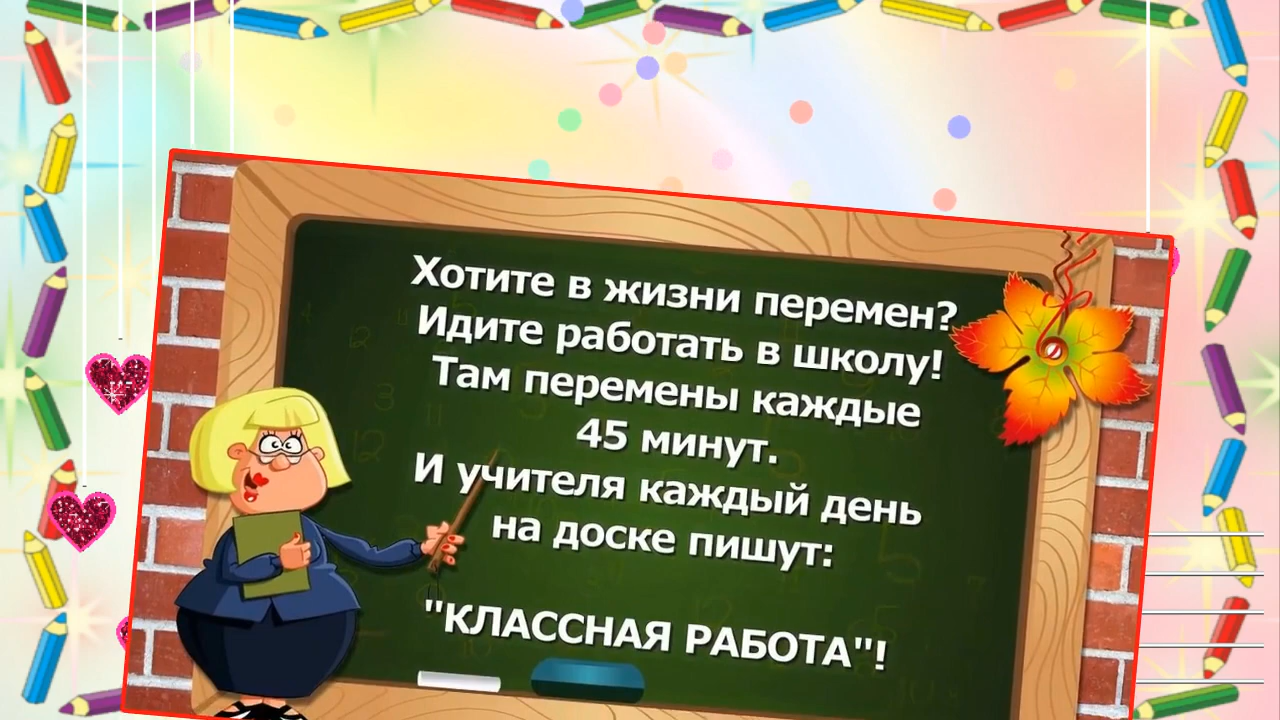 Хотите в жизни перемен?
Идите работать в школу!
Там перемены каждые
45 минут.
И учителя каждый день
на доске пишут:
"КЛАССНАЯ РАБОТА"!